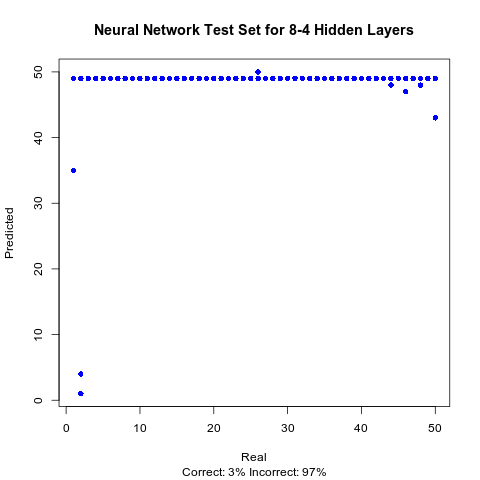 Neural Network Test Set for 8-4 Hidden Layers
Predicted
50
40
30
20
10
0
0 10 20 30 40 50
Real
Correct: 3% Incorrect: 97%